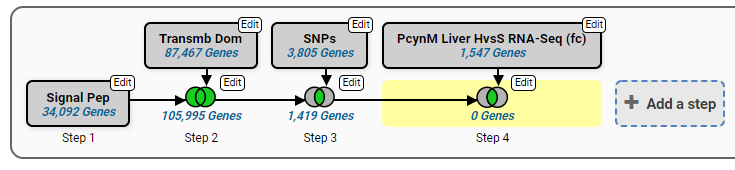 Edit
Edit
Edit
Transmb Dom
SNPs
PcynM Liver HvsS RNA-Seq (fc)
87,467 Genes
3,805 Genes
1,547 Genes
Edit
Edit
Edit
Edit
Signal Pep
34,092 Genes
105,995 Genes
1,419 Genes
0 Genes
+ Add a step
Step 1
Step 2
Step 3
Step 4